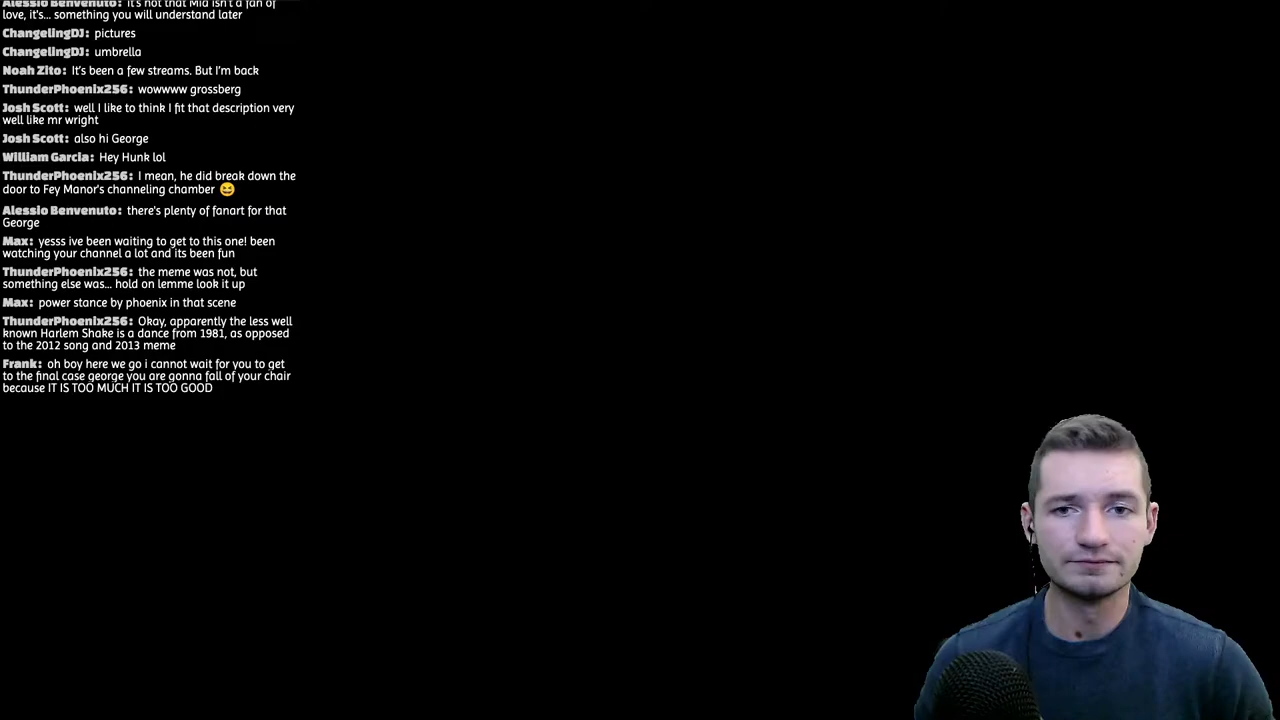 Alessio Benvenuto: it's not that Mia isn't a fan of
love, it's... something you will understand later
ChangelingDJ: pictures
ChangelingDJ: umbrella
Noah Zito: It's been a few streams. But I'm back
ThunderPhoenix256: wowwww grossberg
Josh Scott: well I like to think I fit that description very
well like mr wright
Josh Scott: also hi George
William Garcia: Hey Hunk lol
ThunderPhoenix256: I mean, he did break down the
door to Fey Manor's channeling chamber 😆
Alessio Benvenuto: there's plenty of fanart for that
George
Max: yesss ive been waiting to get to this one! been
watching your channel a lot and its been fun
ThunderPhoenix256: the meme was not, but
something else was... hold on lemme look it up
Max: power stance by phoenix in that scene
ThunderPhoenix256: Okay, apparently the less well
known Harlem Shake is a dance from 1981, as opposed
to the 2012 song and 2013 meme
Frank: oh boy here we go i cannot wait for you to get
to the final case george you are gonna fall of your chair
because IT IS TOO MUCH IT IS TOO GOOD